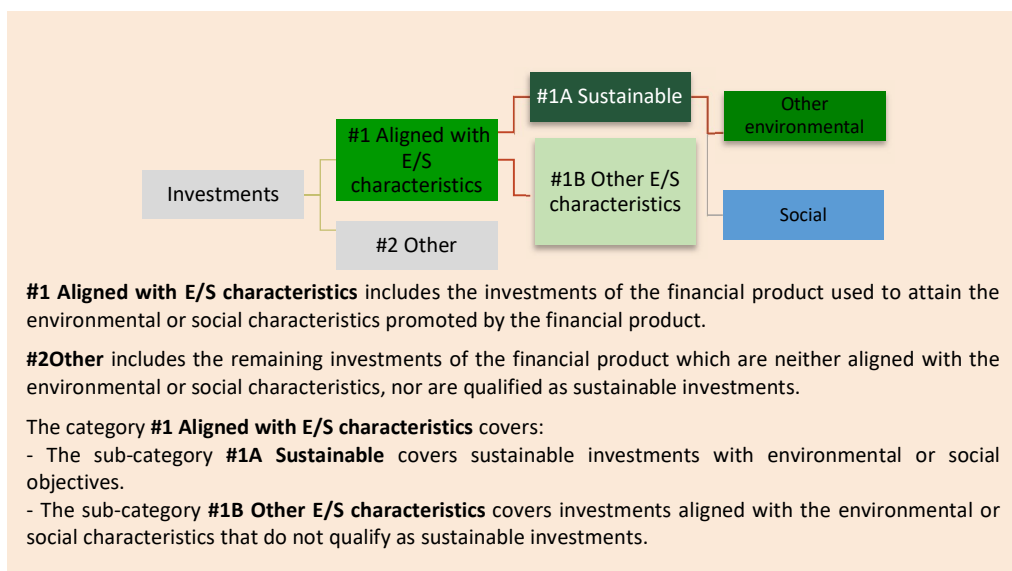 #1A Sustainable
Other
environmental
#1 Aligned with
E/S
characteristics
#1B Other E/S
characteristics
Investments
Social
#2 Other
#1 Aligned with E/S characteristics includes the investments of the financial product used to attain the
environmental or social characteristics promoted by the financial product.
#2Other includes the remaining investments of the financial product which are neither aligned with the
environmental or social characteristics, nor are qualified as sustainable investments.
The category #1 Aligned with E/S characteristics covers:
- The sub-category #1A Sustainable covers sustainable investments with environmental or social
objectives.
- The sub-category #1B Other E/S characteristics covers investments aligned with the environmental or
social characteristics that do not qualify as sustainable investments.